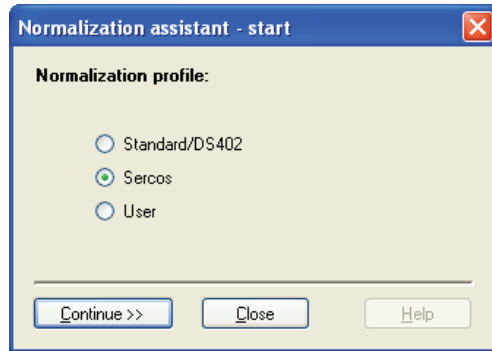 Normalization assistant - start
Normalization profile:
Standard/DS402
Sercos
User
Continue >> Close Help